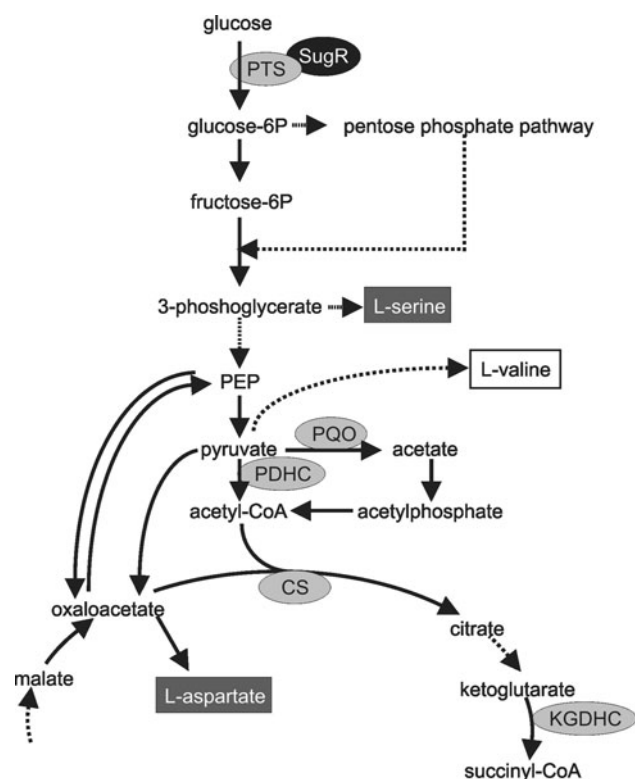 glucose
SugR
PTS
glucose-6P
pentose phosphate pathway
fructose-6P
3-phoshoglycerate
L-serine
PEP
L-valine
pyruvate
PQO
acetate
PDHC
acetyl-CoA
acetylphosphate
CS
oxaloacetate
citrate
malate
L-aspartate
ketoglutarate
KGDHC
succinyl-CoA